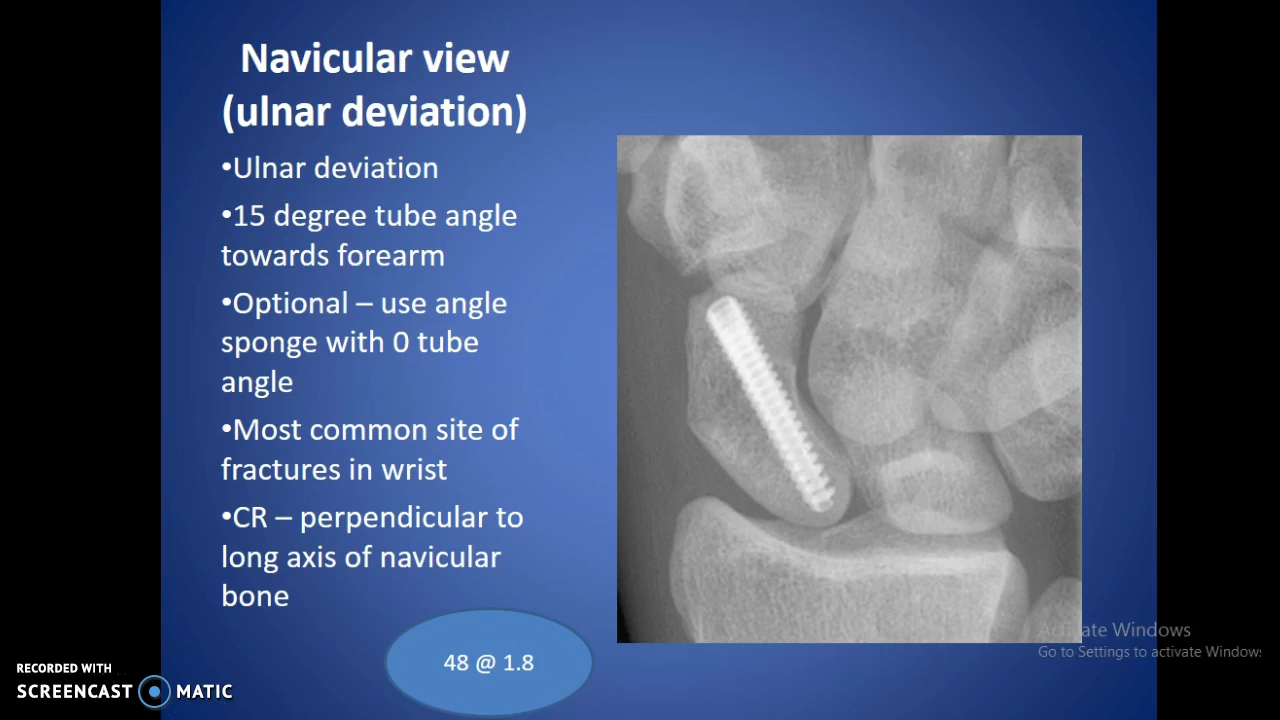 Navicular view
(ulnar deviation)
•Ulnar deviation
•15 degree tube angle
towards forearm
•Optional – use angle
sponge with 0 tube
angle
•Most common site of
fractures in wrist
•CR – perpendicular to
long axis of navicular
bone
48 @ 1.8
Activate Windows
Go to Settings to activate Windows
RECORDED WITH
SCREENCAST MATIC